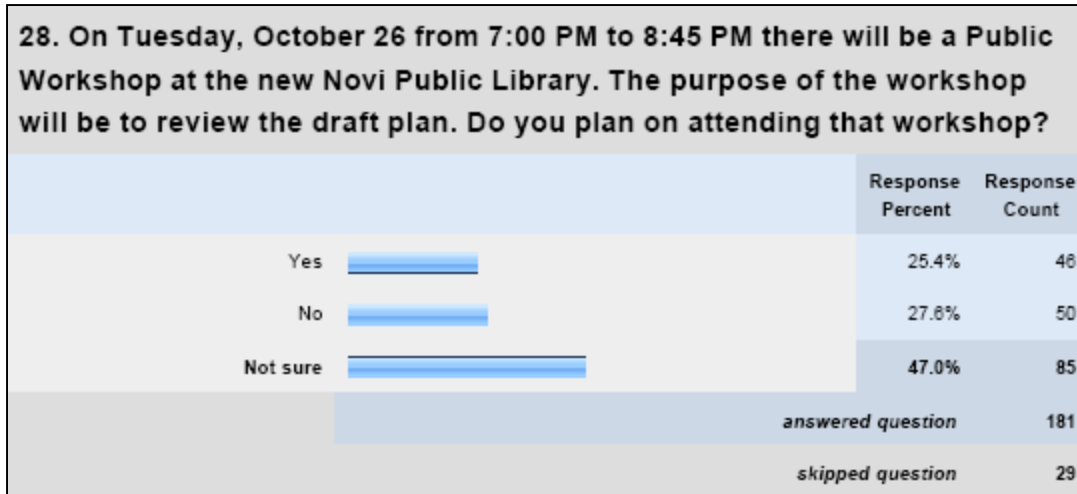 28. On Tuesday, October 26 from 7:00 PM to 8:45 PM there will be a Public
Workshop at the new Novi Public Library. The purpose of the workshop
will be to review the draft plan. Do you plan on attending that workshop?
Response Percent Response Count
Yes 25.4% 46
No 27.6% 50
Not sure 47.0% 85
answered question 181
skipped question 29